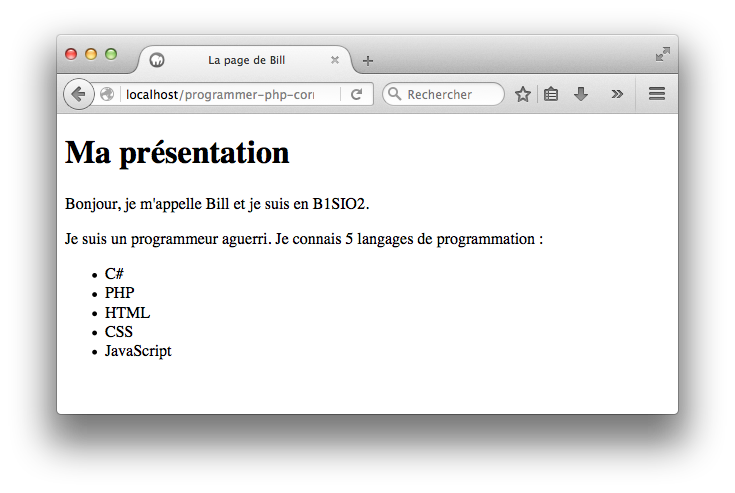 La page de Bill
localhost/programmer-php-corr
Rechercher
Ma présentation
Bonjour, je m'appelle Bill et je suis en B1SIO2.
Je suis un programmeur aguerri. Je connais 5 langages de programmation :
• C#
• PHP
• HTML
• CSS
• JavaScript